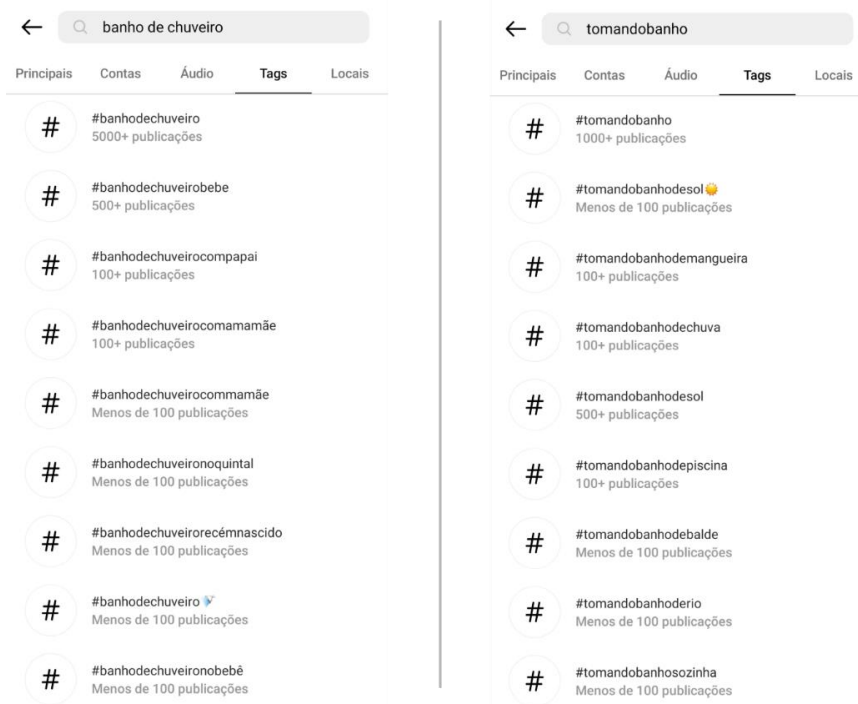 banho de chuveiro
Principais Contas Áudio Tags Locais
#banhodechuveiro
5000+ publicações
#banhodechuveirobebe
500+ publicações
#banhodechuveirocompapai
100+ publicações
#banhodechuveirocomamamãe
100+ publicações
#banhodechuveirocommamãe
Menos de 100 publicações
#banhodechuveironoquintal
Menos de 100 publicações
#banhodechuveirorecémnascido
Menos de 100 publicações
#banhodechuveiro🚿
Menos de 100 publicações
#banhodechuveironobebê
Menos de 100 publicações
tomandobanho
Principais Contas Áudio Tags Locais
#tomandobanho
1000+ publicações
#tomandobanhodesol🌞
Menos de 100 publicações
#tomandobanhodemangueira
100+ publicações
#tomandobanhodechuva
100+ publicações
#tomandobanhodesol
500+ publicações
#tomandobanhodepiscina
100+ publicações
#tomandobanhodebalde
Menos de 100 publicações
#tomandobanhoderio
Menos de 100 publicações
#tomandobanhosozinha
Menos de 100 publicações